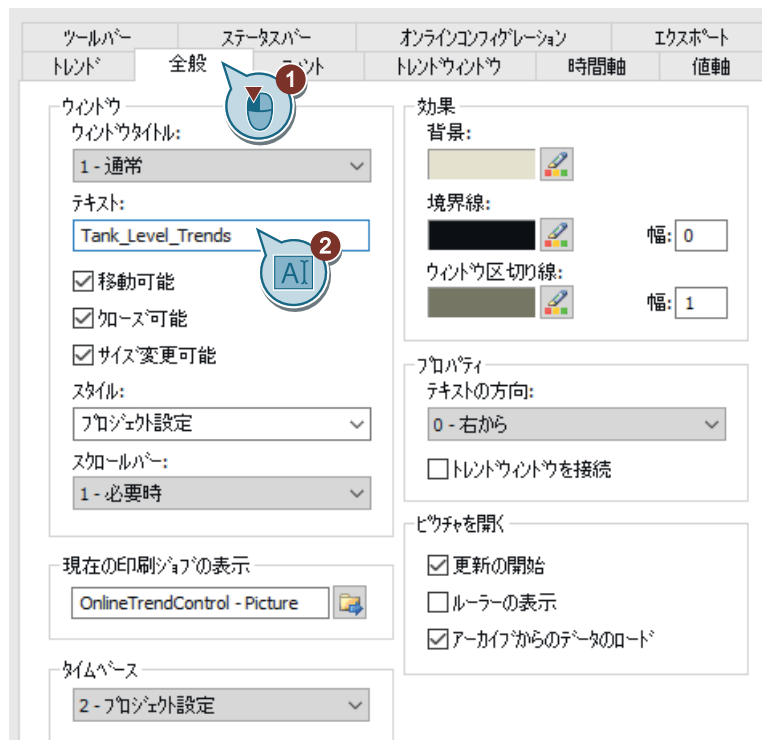 ツールバー ステータスバー オンラインコンフィグレーション エクスポート
トレンド 全般 トレンドウィンドウ 時間軸 値軸
1
ウィンドウ
ウィンドウタイトル:
1 - 通常
テキスト:
Tank_Level_Trends
2
AI
移動可能
クローズ可能
サイズ変更可能
スタイル:
プロジェクト設定
スクロールバー:
1 - 必要時
現在の印刷ジョブの表示
OnlineTrendControl - Picture
タイムベース
2 - プロジェクト設定
効果
背景:
境界線:
幅: 0
ウィンドウ区切り線:
幅: 1
プロパティ
テキストの方向:
0 - 右から
トレンドウィンドウを接続
ピクチャを開く
更新の開始
ルーラーの表示
アーカイブからのデータのロード